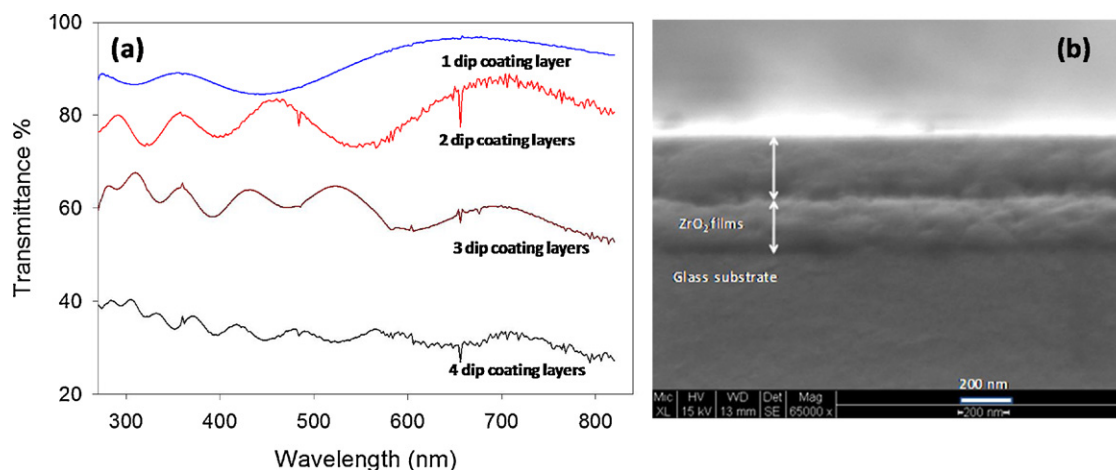 (a)
100
80
60
40
20
Transmittance %
1 dip coating layer
2 dip coating layers
3 dip coating layers
4 dip coating layers
300 400 500 600 700 800
Wavelength (nm)
(b)
ZrO₂films
Glass substrate
200 nm
Mic HV WD Det Mag
XL 15 kV 13 mm SE 65000 x
200 nm